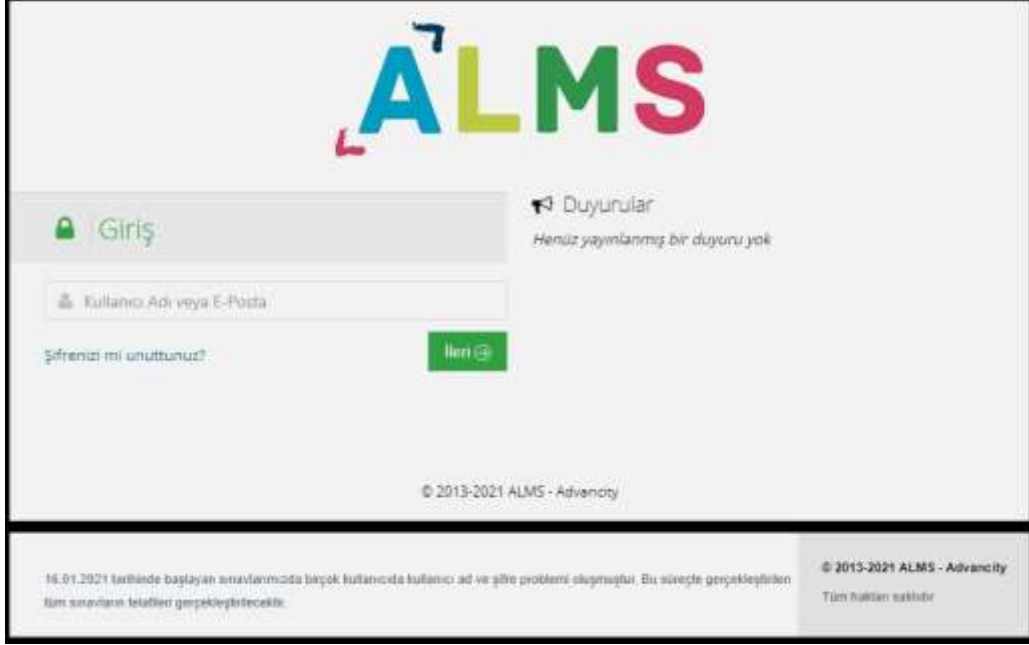 ALMS
Giriş
Kullanıcı Adı veya E-Posta
Şifrenizi mi unuttunuz?
İleri
Duyurular
Henüz yayınlanmış bir duyuru yok
© 2013-2021 ALMS - Advancity
16.01.2021 tarihinde başlayan sınavlarımızda birçok kullanıcıda kullanıcı ad ve şifre problemi oluşmuştur. Bu süreçte gerçekleştirilen
tüm sınavların telafileri gerçekleştirilecektir.
© 2013-2021 ALMS - Advancity
Tüm hakları saklıdır